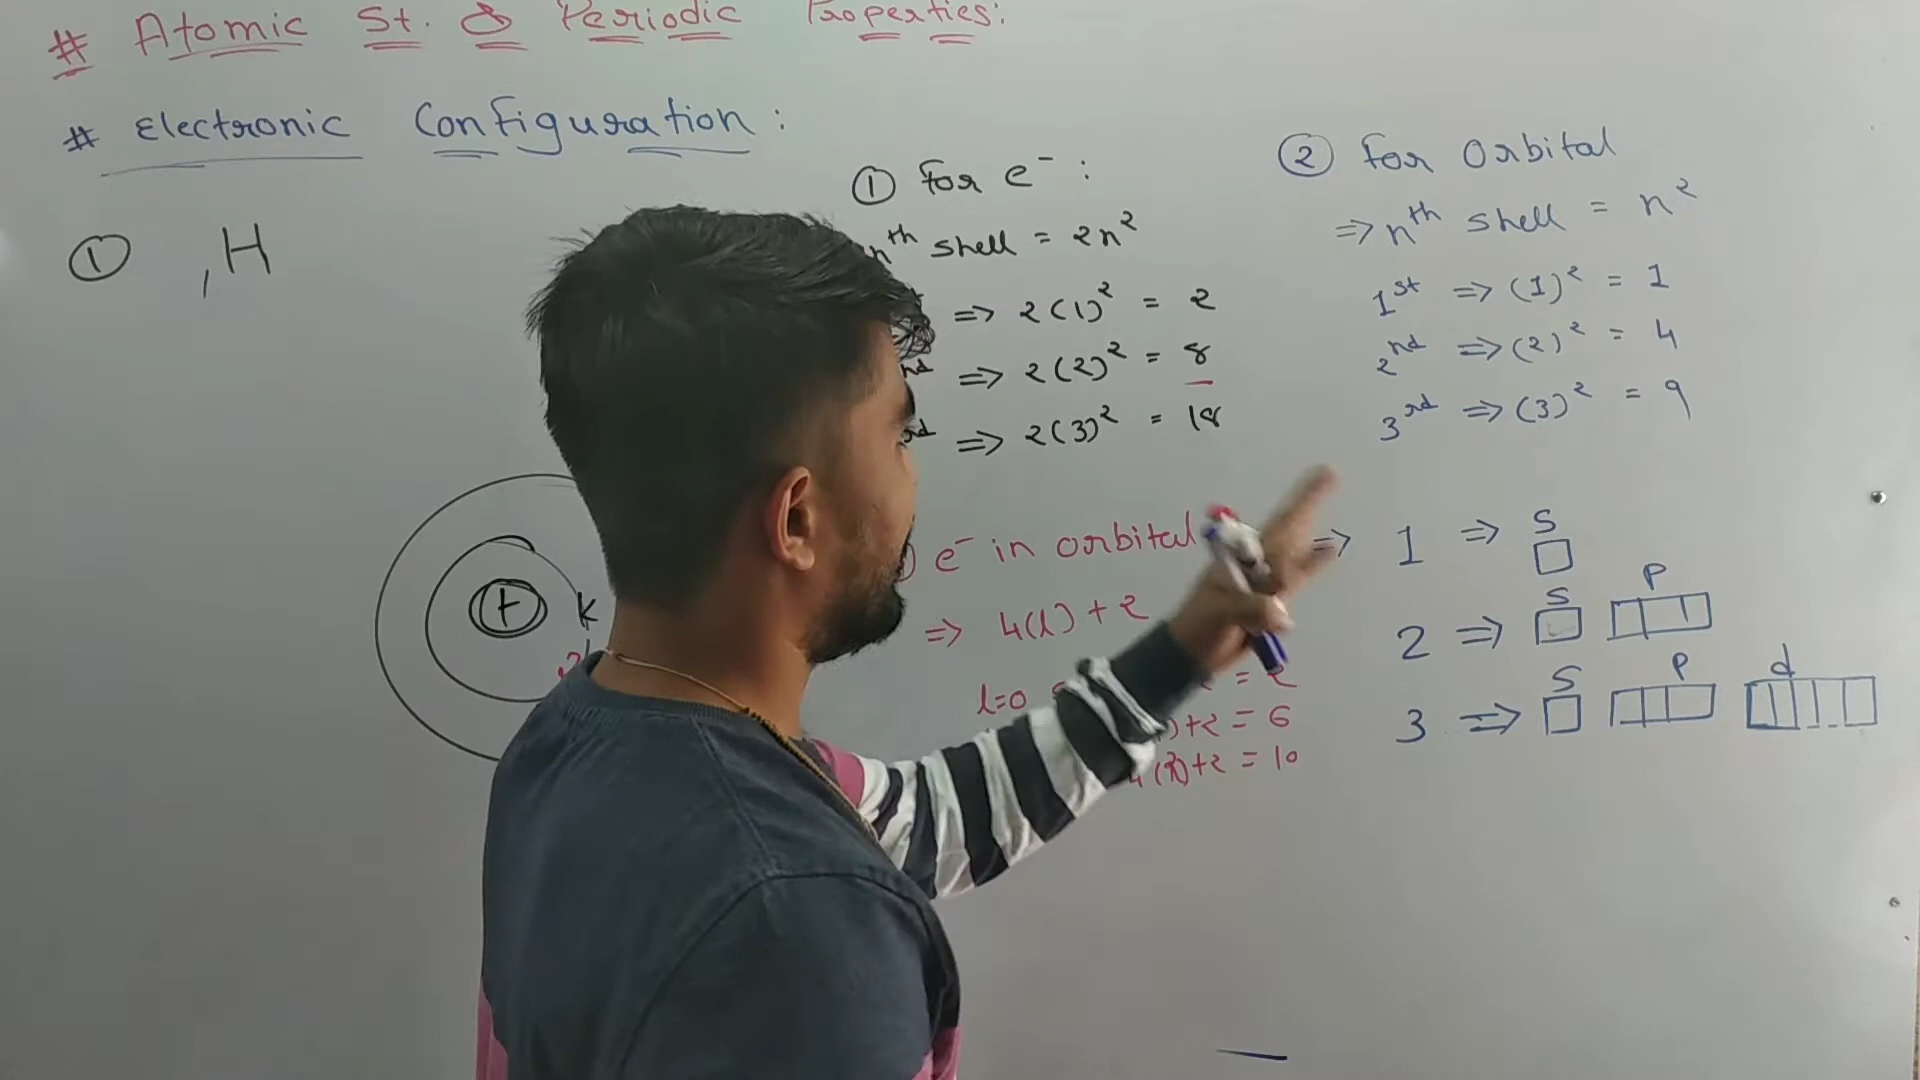 # Atomic St. & Periodic Properties:
# Electronic Configuration :
① ₁H
① For e⁻ :
nᵗʰ shell = 2n²
=> 2(1)² = 2
nd => 2(2)² = 8
rd => 2(3)² = 18
② For Orbital
=> nᵗʰ shell = n²
1ˢᵗ => (1)² = 1
2ⁿᵈ => (2)² = 4
3ʳᵈ => (3)² = 9
+ K
e⁻ in orbital
=> 4(l) + 2
l=0 = 2
)+2 = 6
4(2)+2 = 10
=> 1 => s
2 => s p
3 => s p d